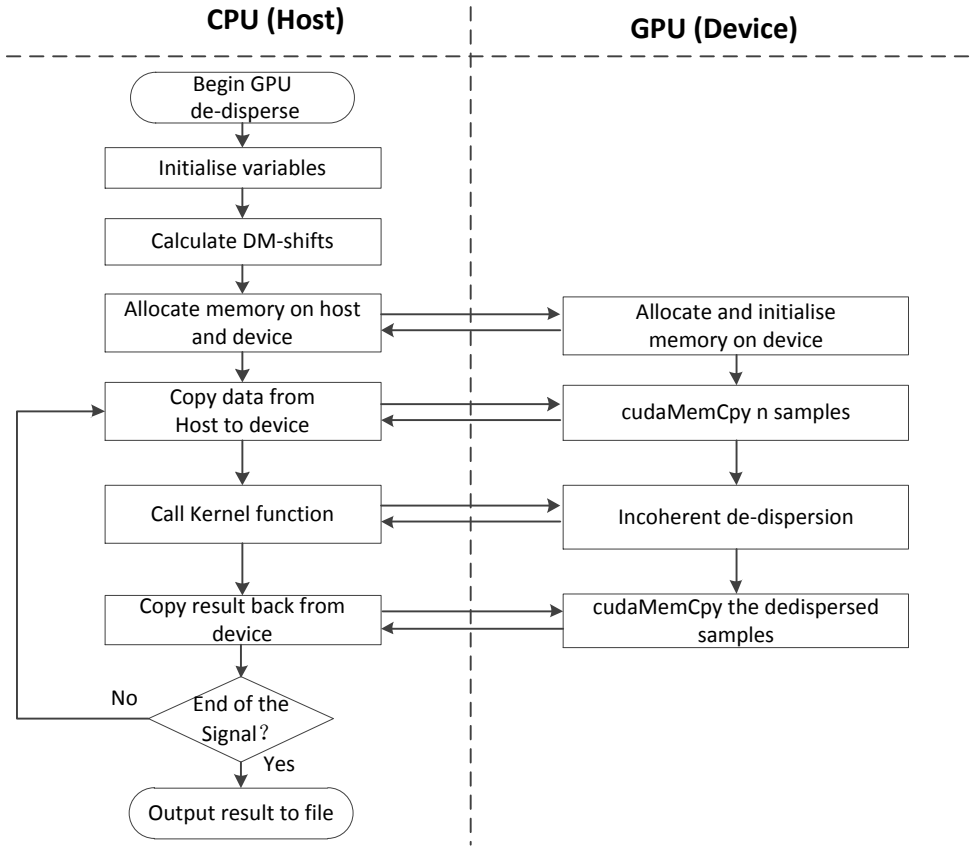 CPU (Host)
GPU (Device)
Begin GPU
de-disperse
Initialise variables
Calculate DM-shifts
Allocate memory on host
and device
Allocate and initialise
memory on device
Copy data from
Host to device
cudaMemCpy n samples
Call Kernel function
Incoherent de-dispersion
Copy result back from
device
cudaMemCpy the dedispersed
samples
No
End of the
Signal？
Yes
Output result to file